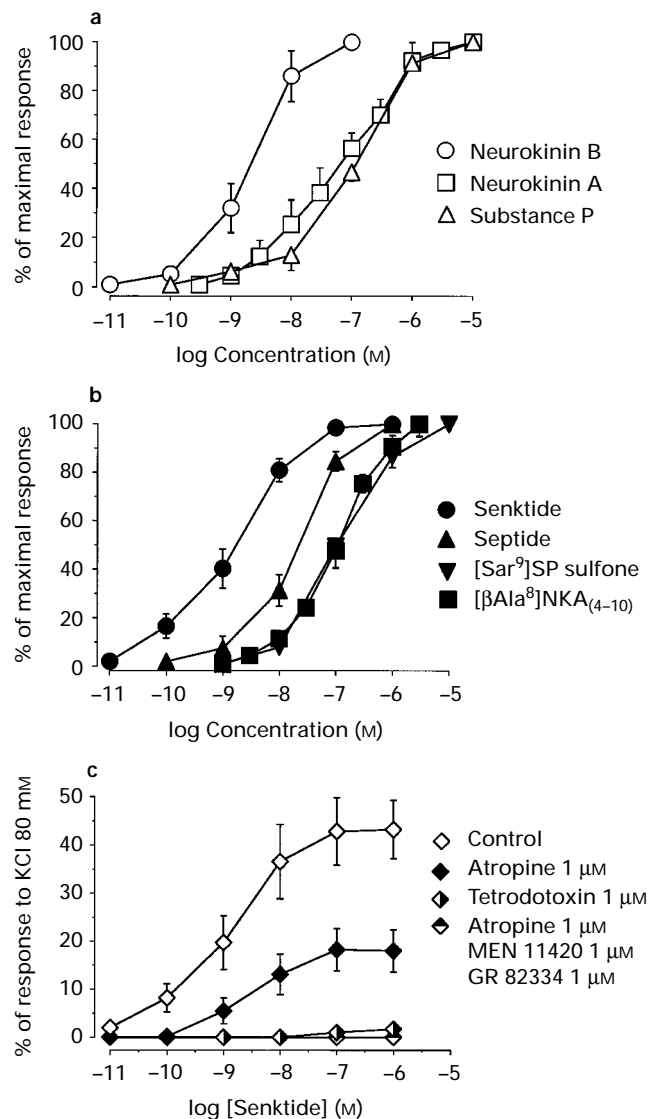 a
% of maximal response
100
80
60
40
20
0
−11 −10 −9 −8 −7 −6 −5
log Concentration (M)
Neurokinin B
Neurokinin A
Substance P
b
% of maximal response
100
80
60
40
20
0
−11 −10 −9 −8 −7 −6 −5
log Concentration (M)
Senktide
Septide
[Sar⁹]SP sulfone
[βAla⁸]NKA₍₄₋₁₀₎
c
% of response to KCl 80 mM
50
40
30
20
10
0
−11 −10 −9 −8 −7 −6 −5
log [Senktide] (M)
Control
Atropine 1 μM
Tetrodotoxin 1 μM
Atropine 1 μM
MEN 11420 1 μM
GR 82334 1 μM